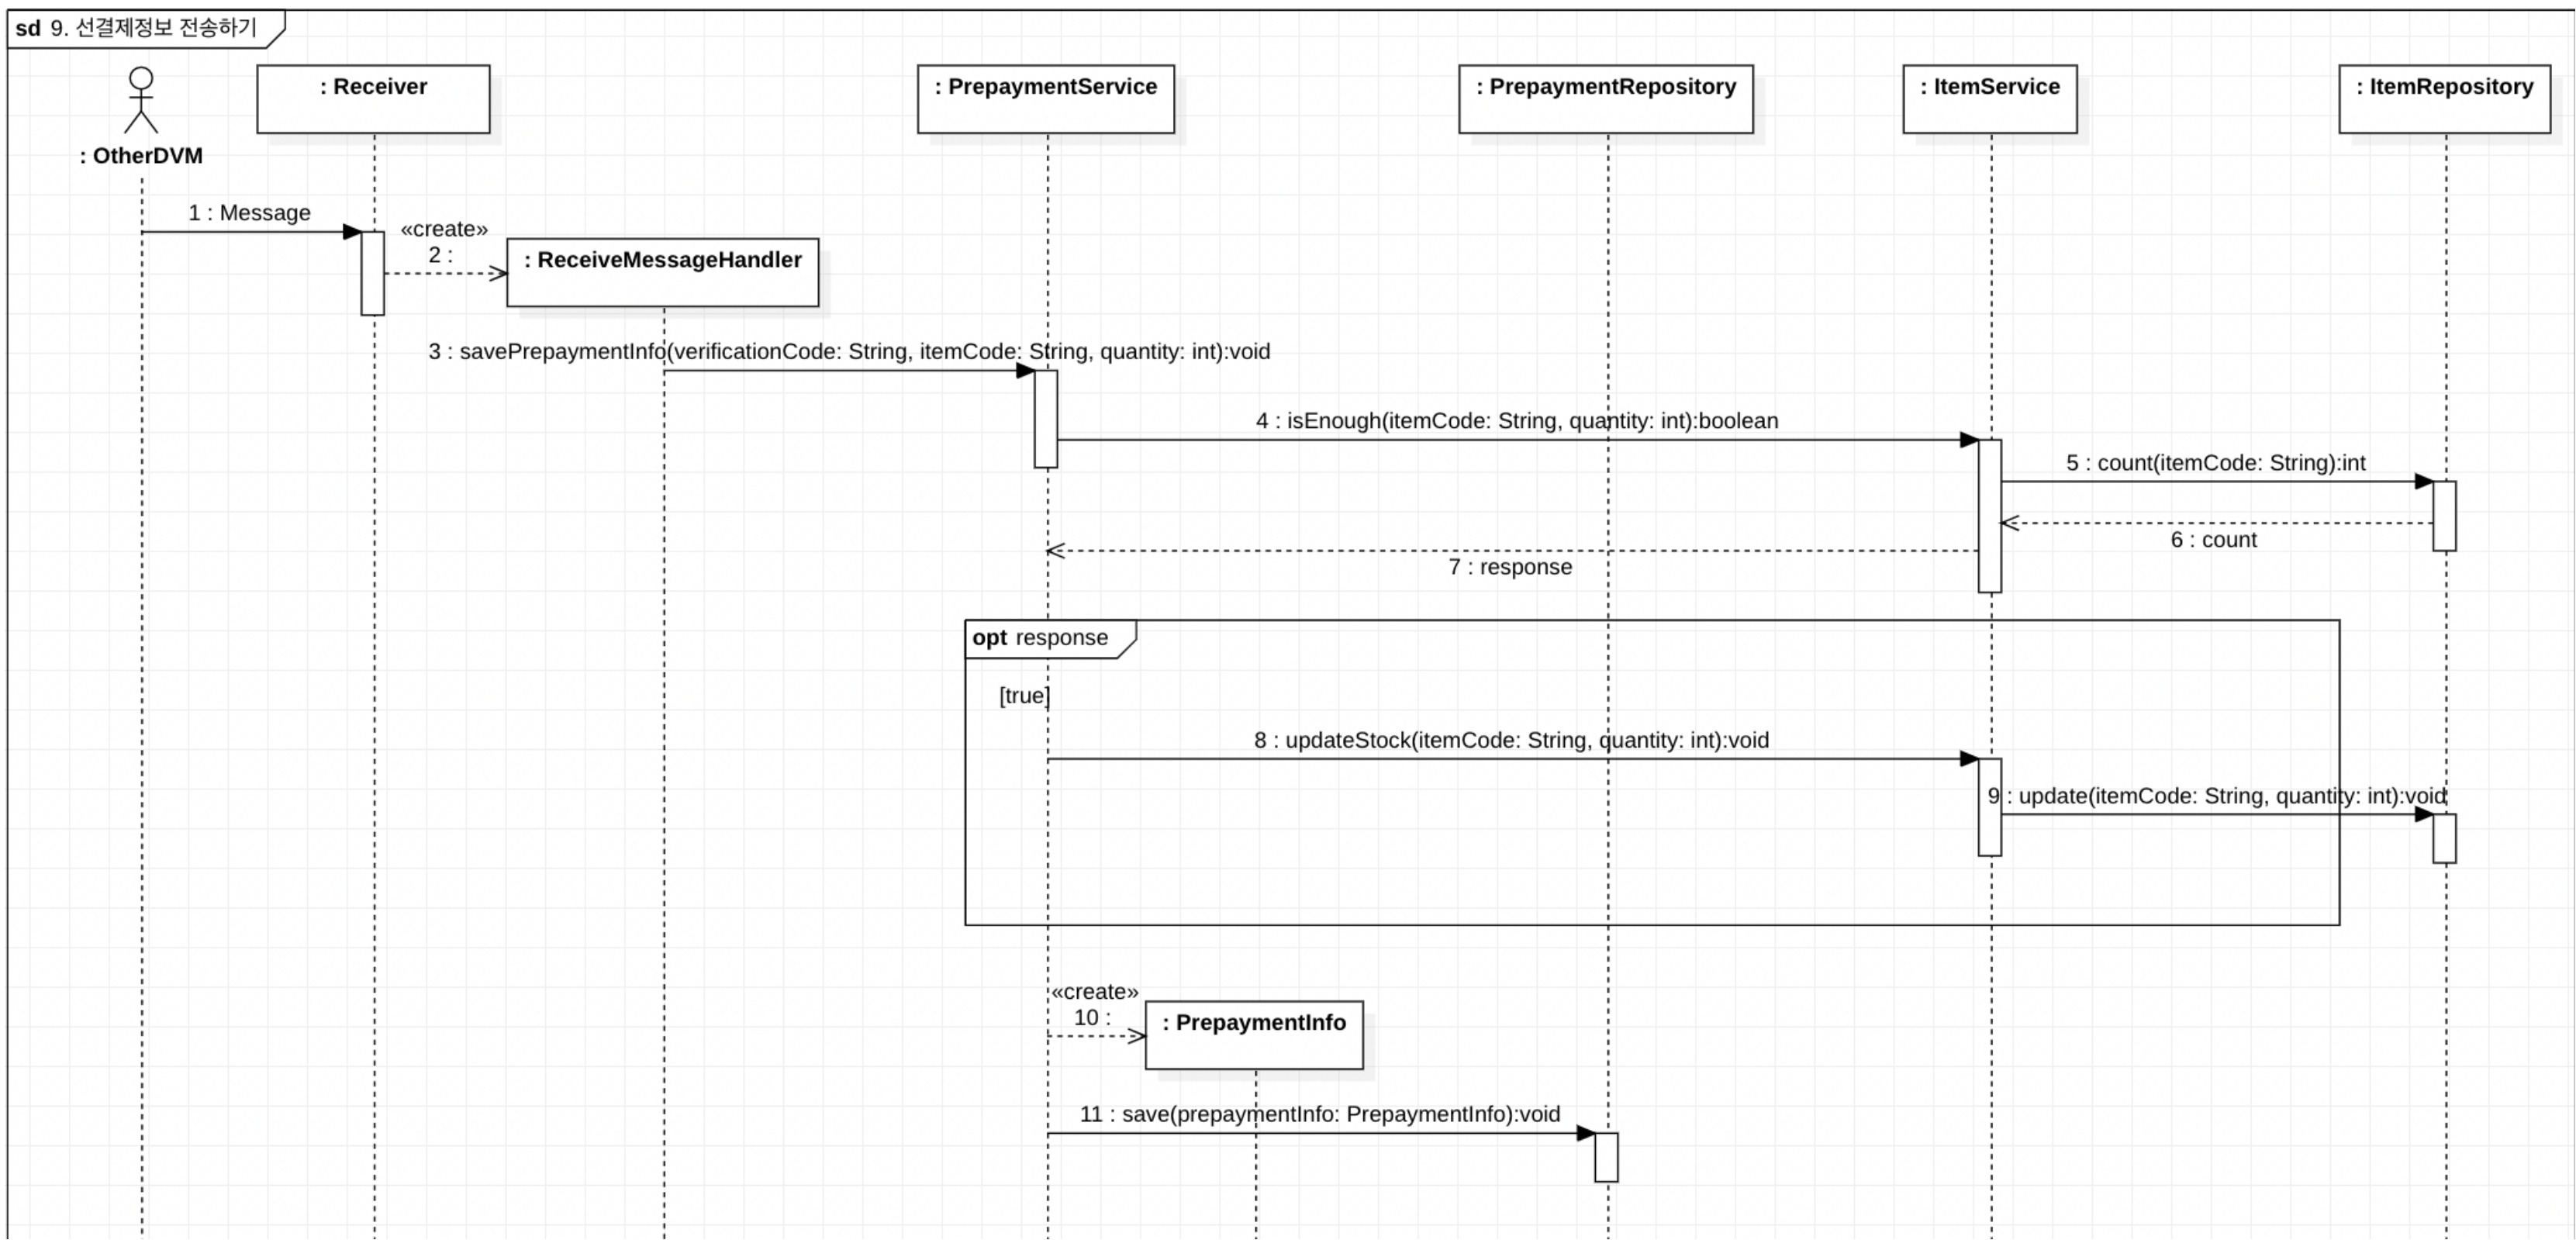 sd 9. 선결제정보 전송하기
: Receiver
: PrepaymentService
: PrepaymentRepository
: ItemService
: ItemRepository
: OtherDVM
1 : Message
«create»
2 :
: ReceiveMessageHandler
3 : savePrepaymentInfo(verificationCode: String, itemCode: String, quantity: int):void
4 : isEnough(itemCode: String, quantity: int):boolean
5 : count(itemCode: String):int
6 : count
7 : response
opt response
[true]
8 : updateStock(itemCode: String, quantity: int):void
9 : update(itemCode: String, quantity: int):void
«create»
10 :
: PrepaymentInfo
11 : save(prepaymentInfo: PrepaymentInfo):void